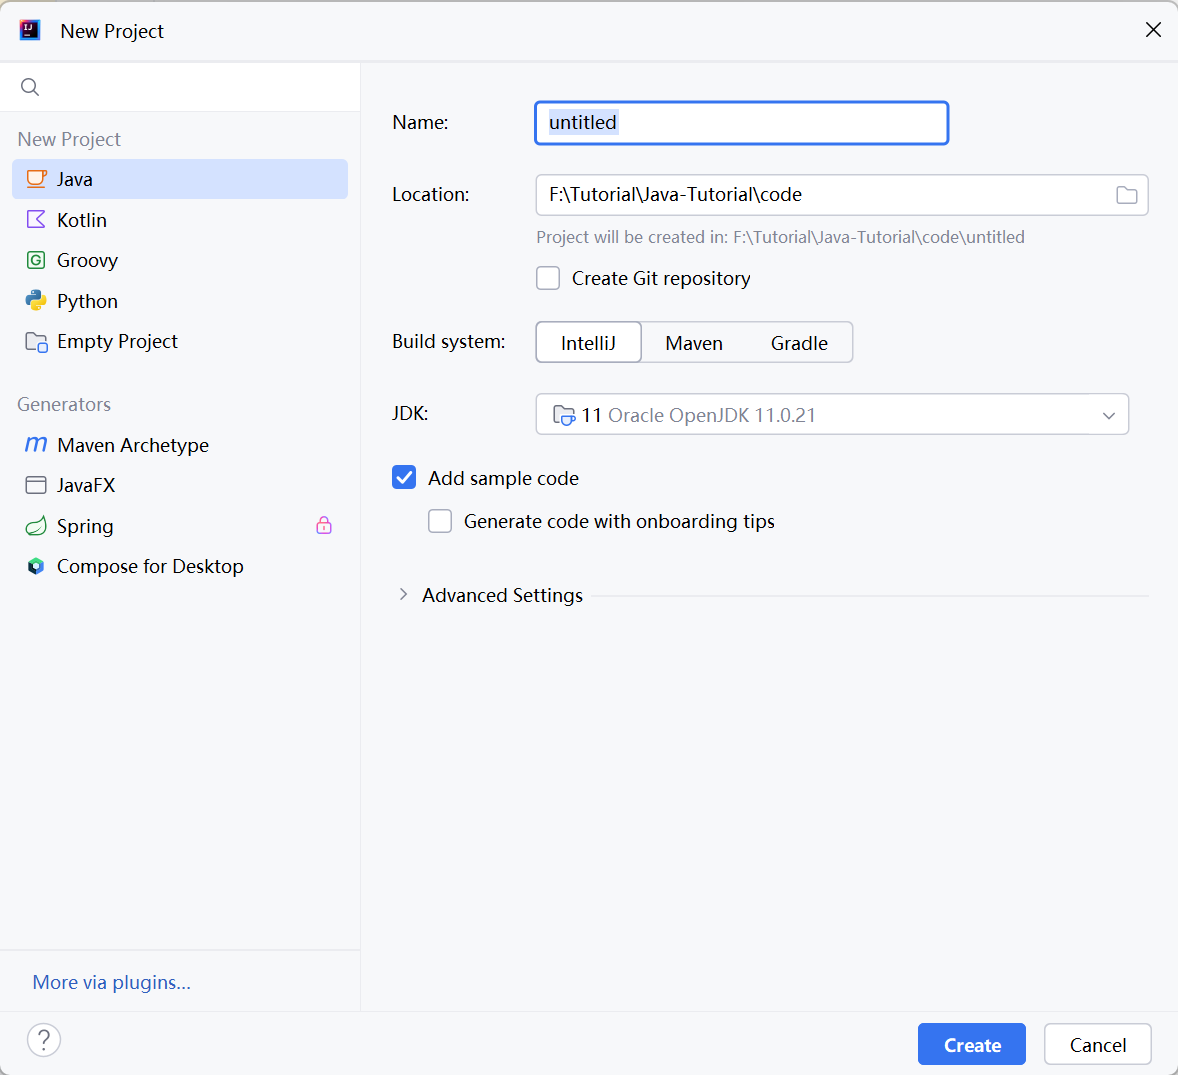 New Project
New Project
Java
Kotlin
Groovy
Python
Empty Project
Generators
Maven Archetype
JavaFX
Spring
Compose for Desktop
More via plugins...
Name: untitled
Location: F:\Tutorial\Java-Tutorial\code
Project will be created in: F:\Tutorial\Java-Tutorial\code\untitled
Create Git repository
Build system: IntelliJ Maven Gradle
JDK: 11 Oracle OpenJDK 11.0.21
Add sample code
Generate code with onboarding tips
Advanced Settings
? Create Cancel